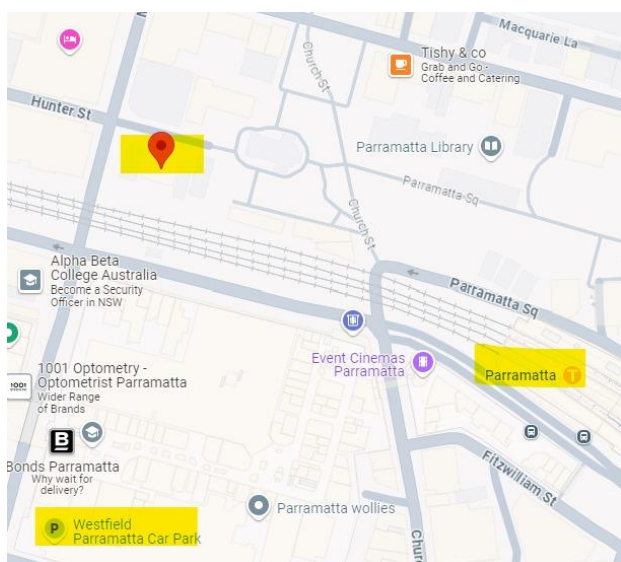 Macquarie La
Tishy & co
Grab and Go -
Coffee and Catering
Church St
Hunter St
Parramatta Library
Parramatta Sq
Church St
Alpha Beta
College Australia
Become a Security
Officer in NSW
Parramatta Sq
Event Cinemas
Parramatta
Parramatta
T
1001
1001 Optometry -
Optometrist Parramatta
Wider Range
of Brands
B
Bonds Parramatta
Why wait for
delivery?
Fitzwilliam St
Parramatta wollies
P
Westfield
Parramatta Car Park
Chur